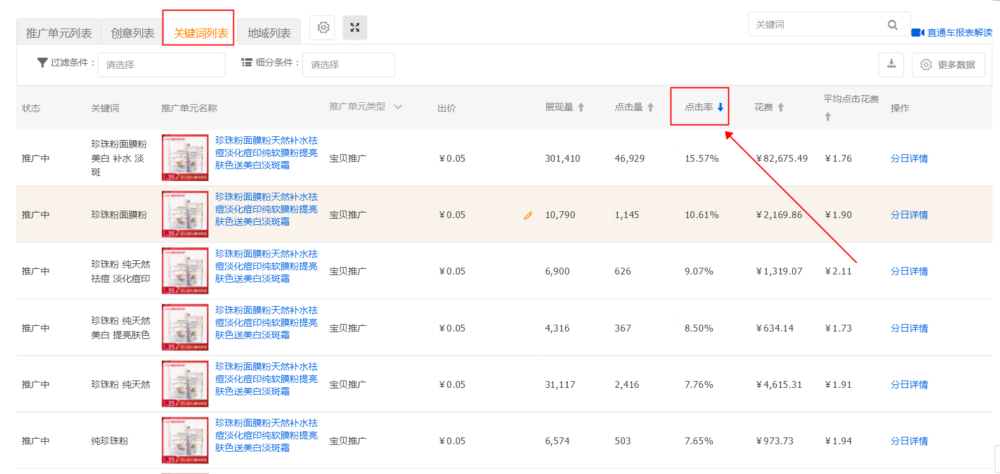 推广单元列表 创意列表 关键词列表 地域列表
关键词
直通车报表解读
过滤条件： 请选择 细分条件： 请选择
更多数据
状态 关键词 推广单元名称 推广单元类型 出价 展现量 点击量 点击率 花费 平均点击花费 操作
推广中
珍珠粉面膜粉
美白 补水 淡
斑
珍珠粉面膜粉天然补水祛
痘淡化痘印纯软膜粉提亮
肤色送美白淡斑霜
宝贝推广 ￥0.05 301,410 46,929 15.57% ￥82,675.49 ￥1.76 分日详情
推广中
珍珠粉面膜粉
珍珠粉面膜粉天然补水祛
痘淡化痘印纯软膜粉提亮
肤色送美白淡斑霜
宝贝推广 ￥0.05 10,790 1,145 10.61% ￥2,169.86 ￥1.90 分日详情
推广中
珍珠粉 纯天然
祛痘 淡化痘印
珍珠粉面膜粉天然补水祛
痘淡化痘印纯软膜粉提亮
肤色送美白淡斑霜
宝贝推广 ￥0.05 6,900 626 9.07% ￥1,319.07 ￥2.11 分日详情
推广中
珍珠粉 纯天然
美白 提亮肤色
珍珠粉面膜粉天然补水祛
痘淡化痘印纯软膜粉提亮
肤色送美白淡斑霜
宝贝推广 ￥0.05 4,316 367 8.50% ￥634.14 ￥1.73 分日详情
推广中
珍珠粉 纯天然
珍珠粉面膜粉天然补水祛
痘淡化痘印纯软膜粉提亮
肤色送美白淡斑霜
宝贝推广 ￥0.05 31,117 2,416 7.76% ￥4,615.31 ￥1.91 分日详情
推广中
纯珍珠粉
珍珠粉面膜粉天然补水祛
痘淡化痘印纯软膜粉提亮
肤色送美白淡斑霜
宝贝推广 ￥0.05 6,574 503 7.65% ￥973.73 ￥1.94 分日详情